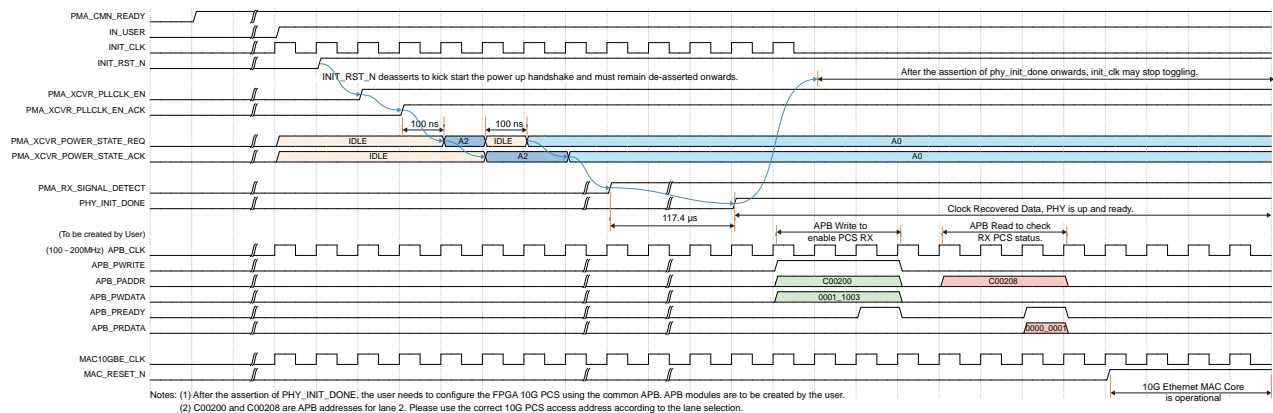 PMA_CMN_READY
IN_USER
INIT_CLK
INIT_RST_N
INIT_RST_N deasserts to kick start the power up handshake and must remain de-asserted onwards.
After the assertion of phy_init_done onwards, init_clk may stop toggling.
PMA_XCVR_PLLCLK_EN
PMA_XCVR_PLLCLK_EN_ACK
100 ns
100 ns
PMA_XCVR_POWER_STATE_REQ
IDLE
A2
IDLE
A0
PMA_XCVR_POWER_STATE_ACK
IDLE
A2
A0
PMA_RX_SIGNAL_DETECT
PHY_INIT_DONE
117.4 µs
Clock Recovered Data, PHY is up and ready.
(To be created by User)
(100 - 200MHz) APB_CLK
APB Write to
enable PCS RX
APB Read to check
RX PCS status.
APB_PWRITE
APB_PADDR
C00200
C00208
APB_PWDATA
0001_1003
APB_PREADY
APB_PRDATA
0000_0001
MAC10GBE_CLK
MAC_RESET_N
10G Ethernet MAC Core
is operational
Notes: (1) After the assertion of PHY_INIT_DONE, the user needs to configure the FPGA 10G PCS using the common APB. APB modules are to be created by the user.
(2) C00200 and C00208 are APB addresses for lane 2. Please use the correct 10G PCS access address according to the lane selection.